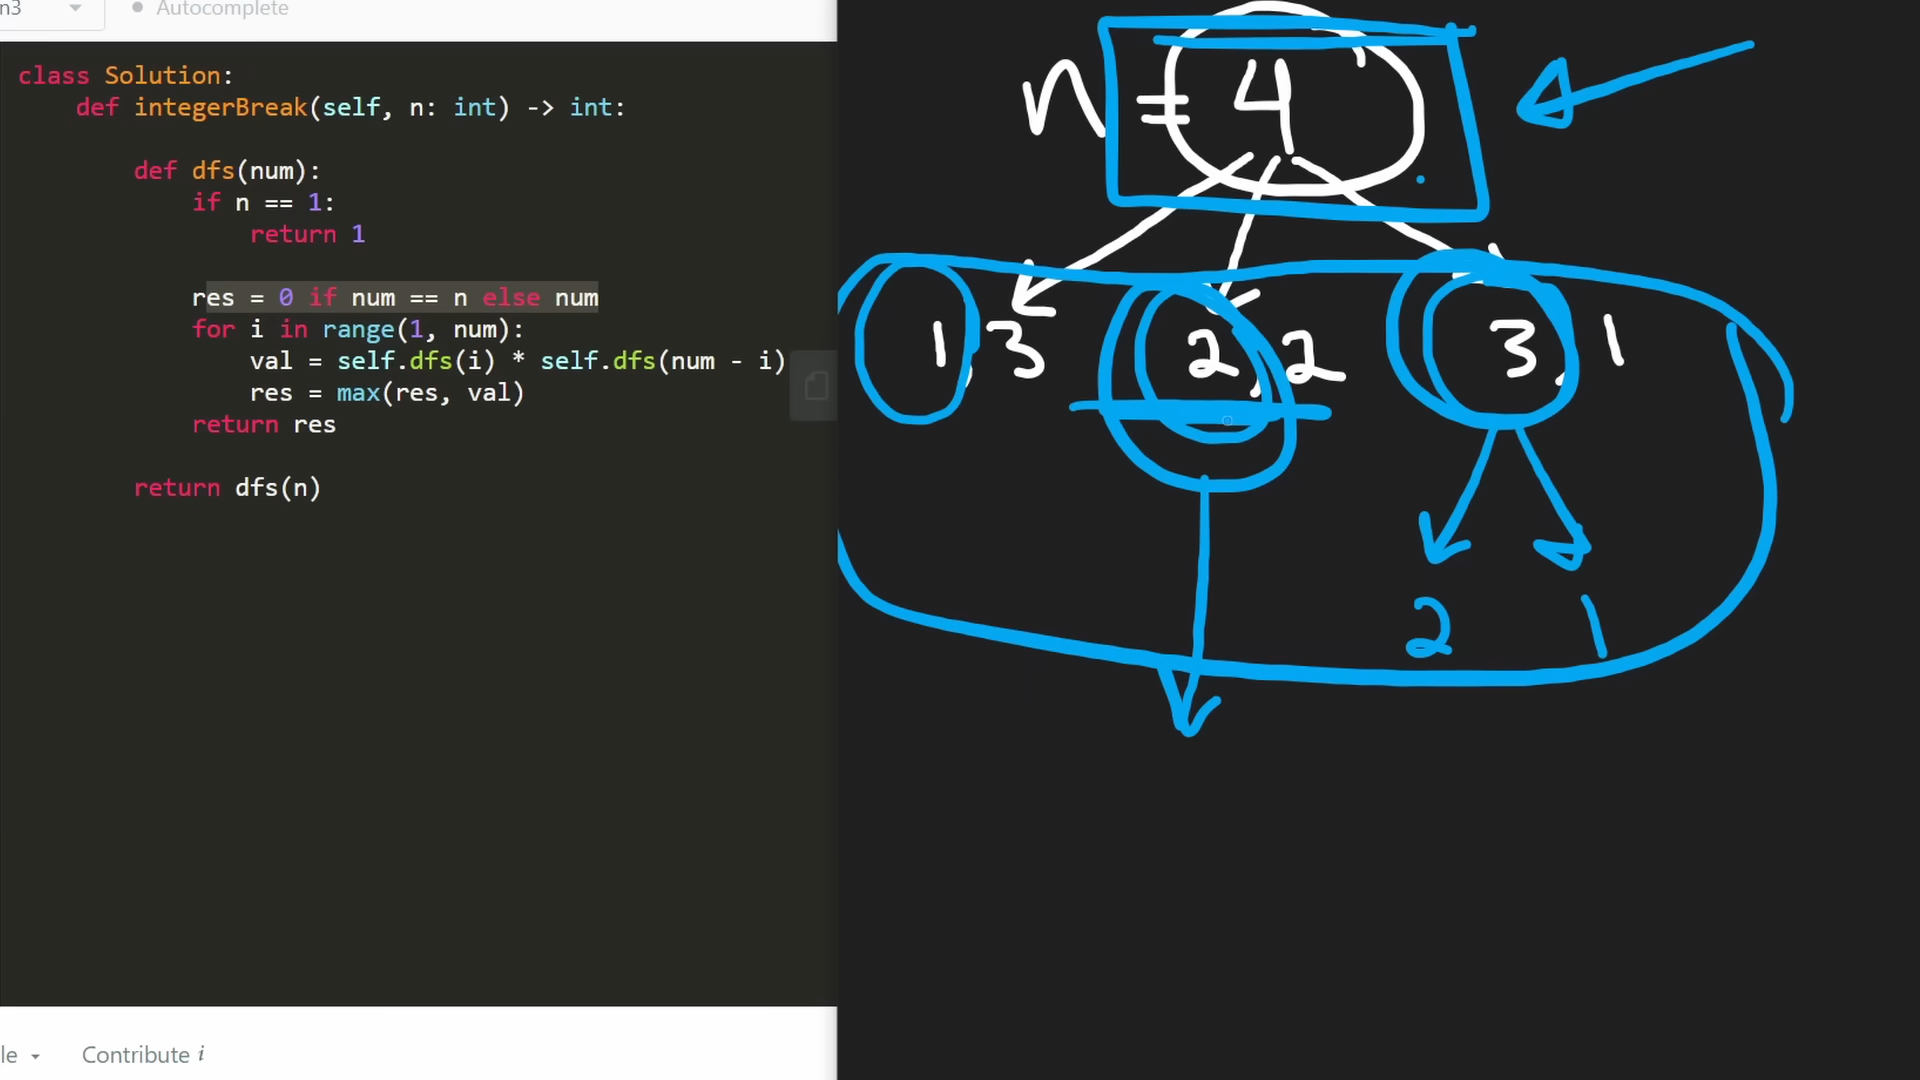 n3 Autocomplete
class Solution:
def integerBreak(self, n: int) -> int:
def dfs(num):
if n == 1:
return 1
res = 0 if num == n else num
for i in range(1, num):
val = self.dfs(i) * self.dfs(num - i)
res = max(res, val)
return res
return dfs(n)
le Contribute i
n = 4
1,3 2,2 3,1
2 1